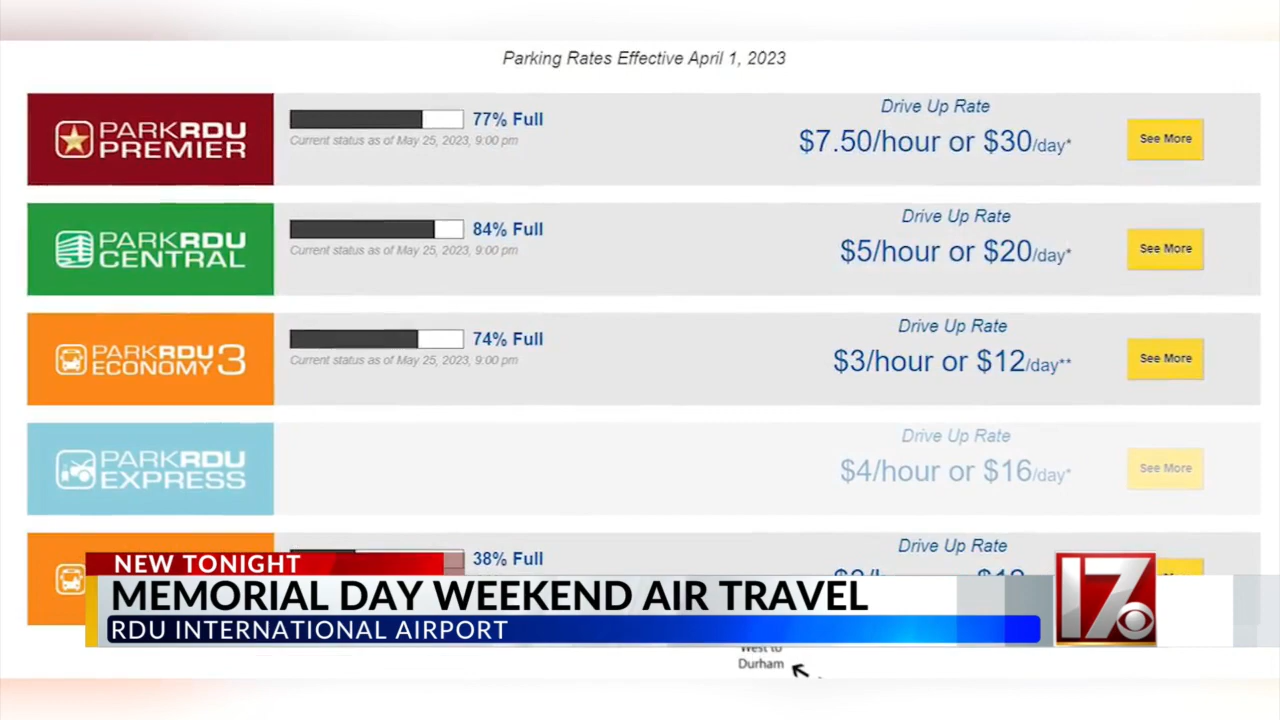 Parking Rates Effective April 1, 2023
PARKRDU
PREMIER
77% Full
Current status as of May 25, 2023, 9:00 pm
Drive Up Rate
$7.50/hour or $30/day*
See More
PARKRDU
CENTRAL
84% Full
Current status as of May 25, 2023, 9:00 pm
Drive Up Rate
$5/hour or $20/day*
See More
PARKRDU
ECONOMY 3
74% Full
Current status as of May 25, 2023, 9:00 pm
Drive Up Rate
$3/hour or $12/day**
See More
PARKRDU
EXPRESS
Drive Up Rate
$4/hour or $16/day*
See More
38% Full
Drive Up Rate
NEW TONIGHT
MEMORIAL DAY WEEKEND AIR TRAVEL
RDU INTERNATIONAL AIRPORT
17
West to
Durham